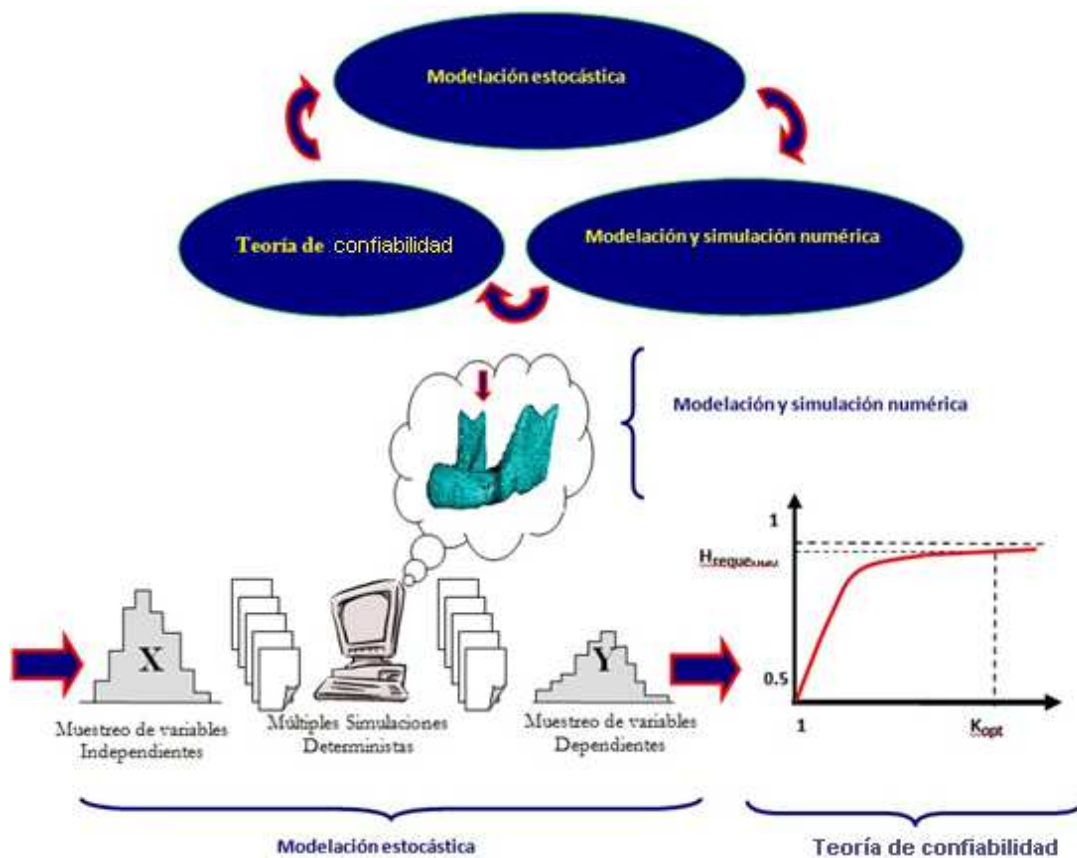 Modelación estocástica
Teoría de confiabilidad
Modelación y simulación numérica
Modelación y simulación numérica
1
0.5
1
Kopt
X
Y
Muestreo de variables
Independientes
Múltiples Simulaciones
Deterministas
Muestreo de variables
Dependientes
Modelación estocástica
Teoría de confiabilidad